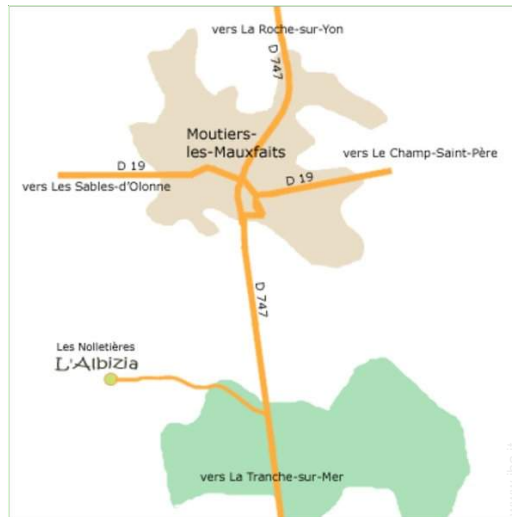 vers La Roche-sur-Yon
D 747
Moutiers-
les-Mauxfaits
vers Le Champ-Saint-Père
D 19
D 19
vers Les Sables-d'Olonne
D 747
Les Nolletières
L'Albizia
vers La Tranche-sur-Mer